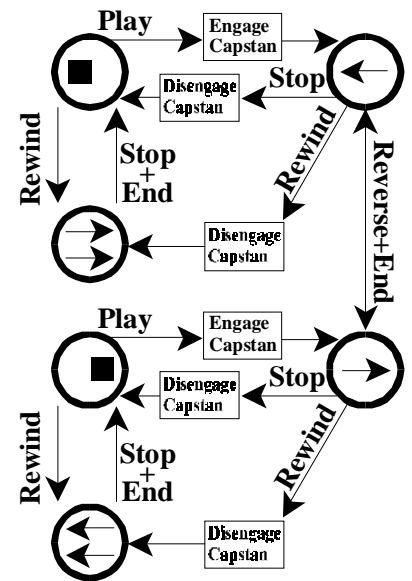 Play
Engage
Capstan
Stop
Disengage
Capstan
Rewind
Stop
+
End
Rewind
Reverse+End
Disengage
Capstan
Play
Engage
Capstan
Stop
Disengage
Capstan
Rewind
Stop
+
End
Rewind
Disengage
Capstan